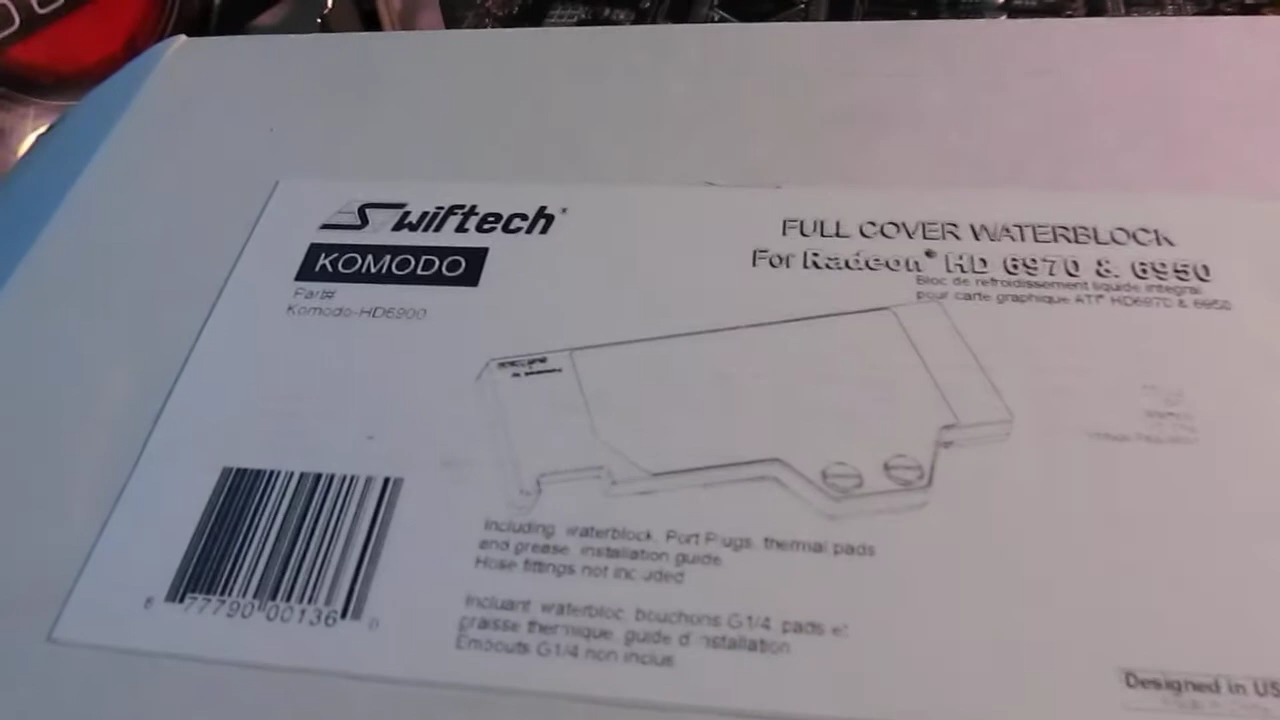 Swiftech®
KOMODO
Part#
Komodo-HD6900
FULL COVER WATERBLOCK
For Radeon® HD 6970 & 6950
Bloc de refroidissement liquide integral
pour carte graphique ATI® HD6970 & 6950
Including waterblock, Port Plugs, thermal pads
and grease, installation guide
Hose fittings not included
Incluant waterbloc, bouchons G1/4, pads et
graisse thermique, guide d'installation
Embouts G1/4 non inclus
6 77790 00136 0
Designed in US